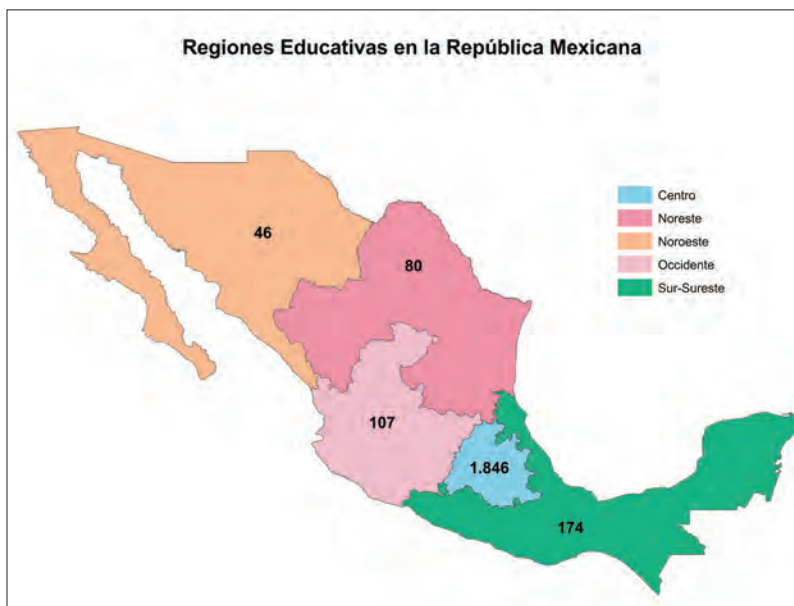 Regiones Educativas en la República Mexicana
Centro
Noreste
Noroeste
Occidente
Sur-Sureste
46
80
107
1.846
174